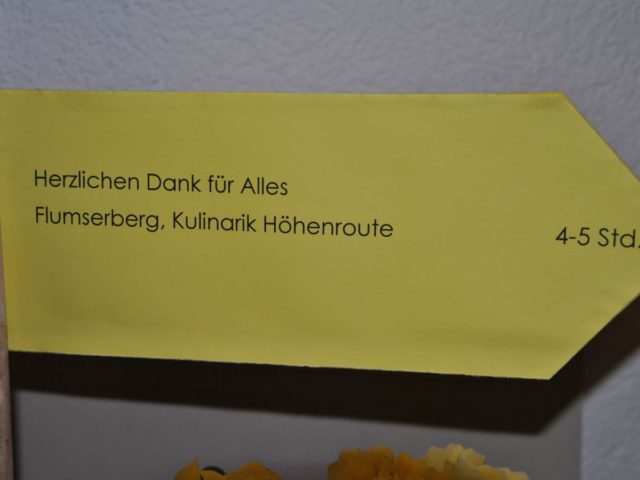 Herzlichen Dank für Alles
Flumserberg, Kulinarik Höhenroute
4-5 Std.